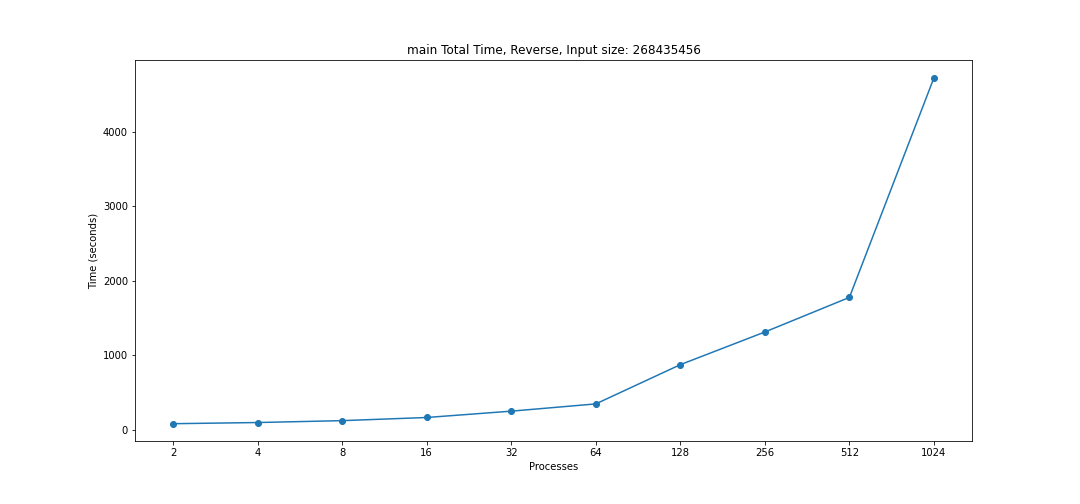 main Total Time, Reverse, Input size: 268435456
Time (seconds)
4000
3000
2000
1000
0
2 4 8 16 32 64 128 256 512 1024
Processes